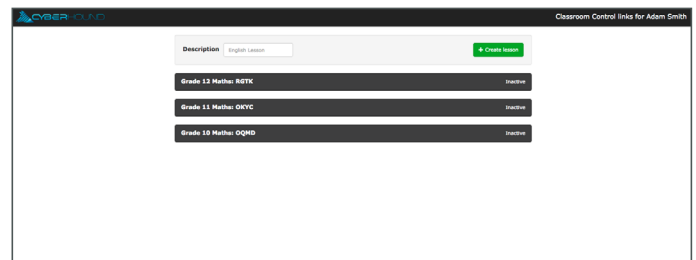 CYBERHOUND
Classroom Control links for Adam Smith
Description English Lesson + Create lesson
Grade 12 Maths: RGTK Inactive
Grade 11 Maths: OKYC Inactive
Grade 10 Maths: OQMD Inactive